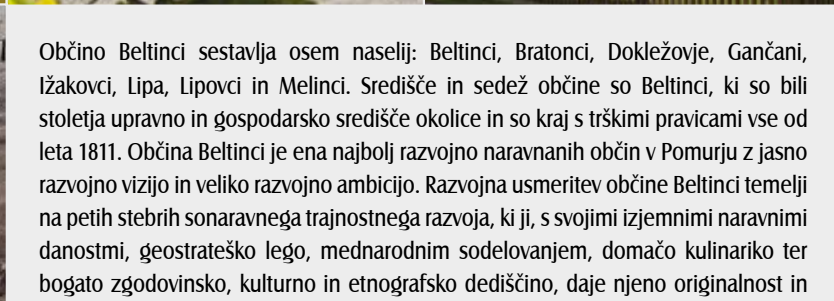 Občino Beltinci sestavlja osem naselij: Beltinci, Bratonci, Dokležovje, Gančani,
Ižakovci, Lipa, Lipovci in Melinci. Središče in sedež občine so Beltinci, ki so bili
stoletja upravno in gospodarsko središče okolice in so kraj s trškimi pravicami vse od
leta 1811. Občina Beltinci je ena najbolj razvojno naravnanih občin v Pomurju z jasno
razvojno vizijo in veliko razvojno ambicijo. Razvojna usmeritev občine Beltinci temelji
na petih stebrih sonaravnega trajnostnega razvoja, ki ji, s svojimi izjemnimi naravnimi
danostmi, geostrateško lego, mednarodnim sodelovanjem, domačo kulinariko ter
bogato zgodovinsko, kulturno in etnografsko dediščino, daje njeno originalnost in